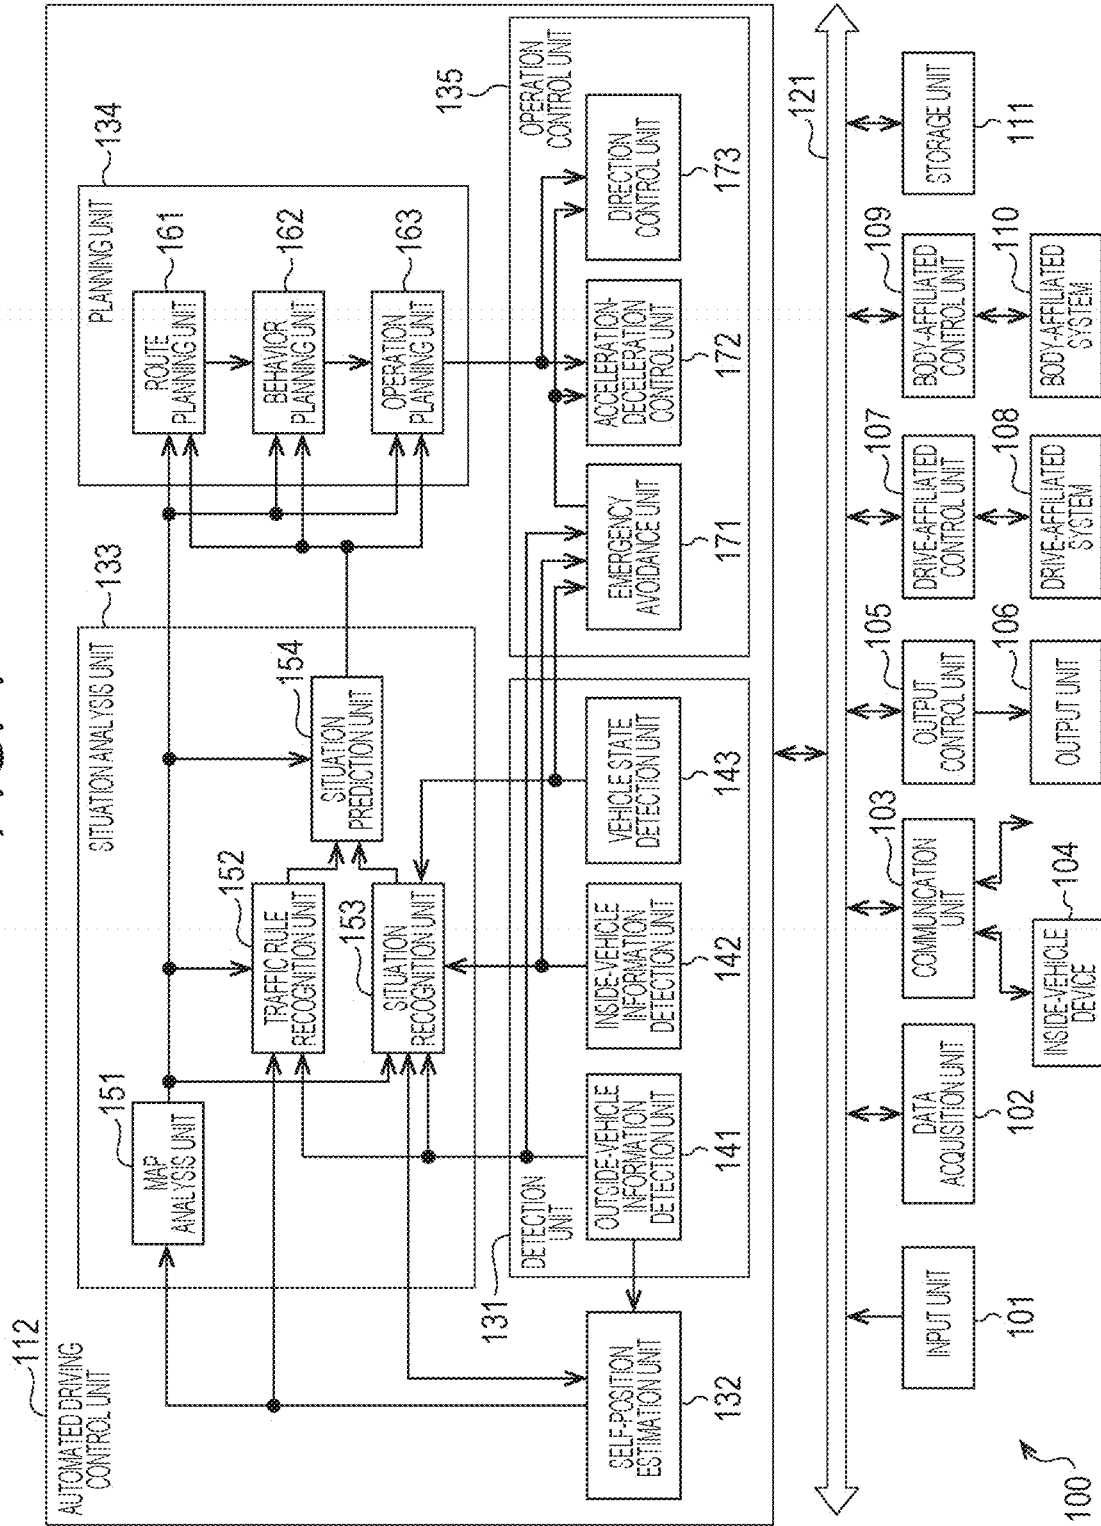 112
AUTOMATED DRIVING
CONTROL UNIT
133
SITUATION ANALYSIS UNIT
151
MAP
ANALYSIS UNIT
152
TRAFFIC RULE
RECOGNITION UNIT
153
SITUATION
RECOGNITION UNIT
154
SITUATION
PREDICTION UNIT
134
PLANNING UNIT
161
ROUTE
PLANNING UNIT
162
BEHAVIOR
PLANNING UNIT
163
OPERATION
PLANNING UNIT
132
SELF-POSITION
ESTIMATION UNIT
131
DETECTION
UNIT
OUTSIDE-VEHICLE
INFORMATION
DETECTION UNIT
141
INSIDE-VEHICLE
INFORMATION
DETECTION UNIT
142
VEHICLE STATE
DETECTION UNIT
143
135
OPERATION
CONTROL UNIT
EMERGENCY
AVOIDANCE UNIT
171
ACCELERATION-
DECELERATION
CONTROL UNIT
172
DIRECTION
CONTROL UNIT
173
121
INPUT UNIT
101
DATA
ACQUISITION UNIT
102
103
COMMUNICATION
UNIT
104
INSIDE-VEHICLE
DEVICE
105
OUTPUT
CONTROL UNIT
106
OUTPUT UNIT
107
DRIVE-AFFILIATED
CONTROL UNIT
108
DRIVE-AFFILIATED
SYSTEM
109
BODY-AFFILIATED
CONTROL UNIT
110
BODY-AFFILIATED
SYSTEM
STORAGE UNIT
111
100